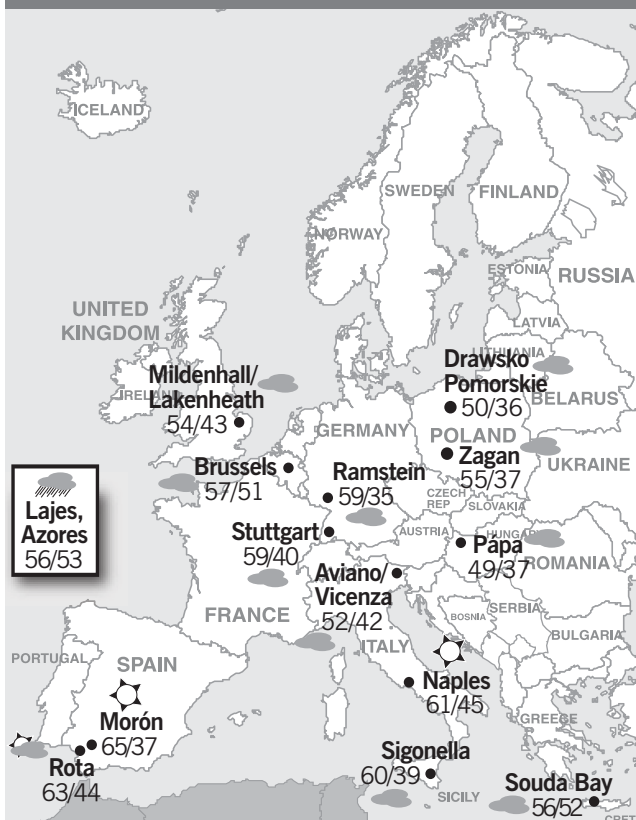 ICELAND
SWEDEN
FINLAND
NORWAY
ESTONIA
RUSSIA
LATVIA
LITHUANIA
UNITED
KINGDOM
IRELAND
Mildenhall/
Lakenheath
54/43
Drawsko
Pomorskie
50/36
BELARUS
GERMANY
POLAND
Zagan
55/37
UKRAINE
Brussels
57/51
Ramstein
59/35
CZECH
REP
SLOVAKIA
Lajes,
Azores
56/53
Stuttgart
59/40
AUSTRIA
HUNGARY
Pápa
49/37
ROMANIA
Aviano/
Vicenza
52/42
FRANCE
ITALY
BOSNIA
SERBIA
BULGARIA
PORTUGAL
SPAIN
Naples
61/45
GREECE
Morón
65/37
Rota
63/44
Sigonella
60/39
SICILY
Souda Bay
56/52
CRET